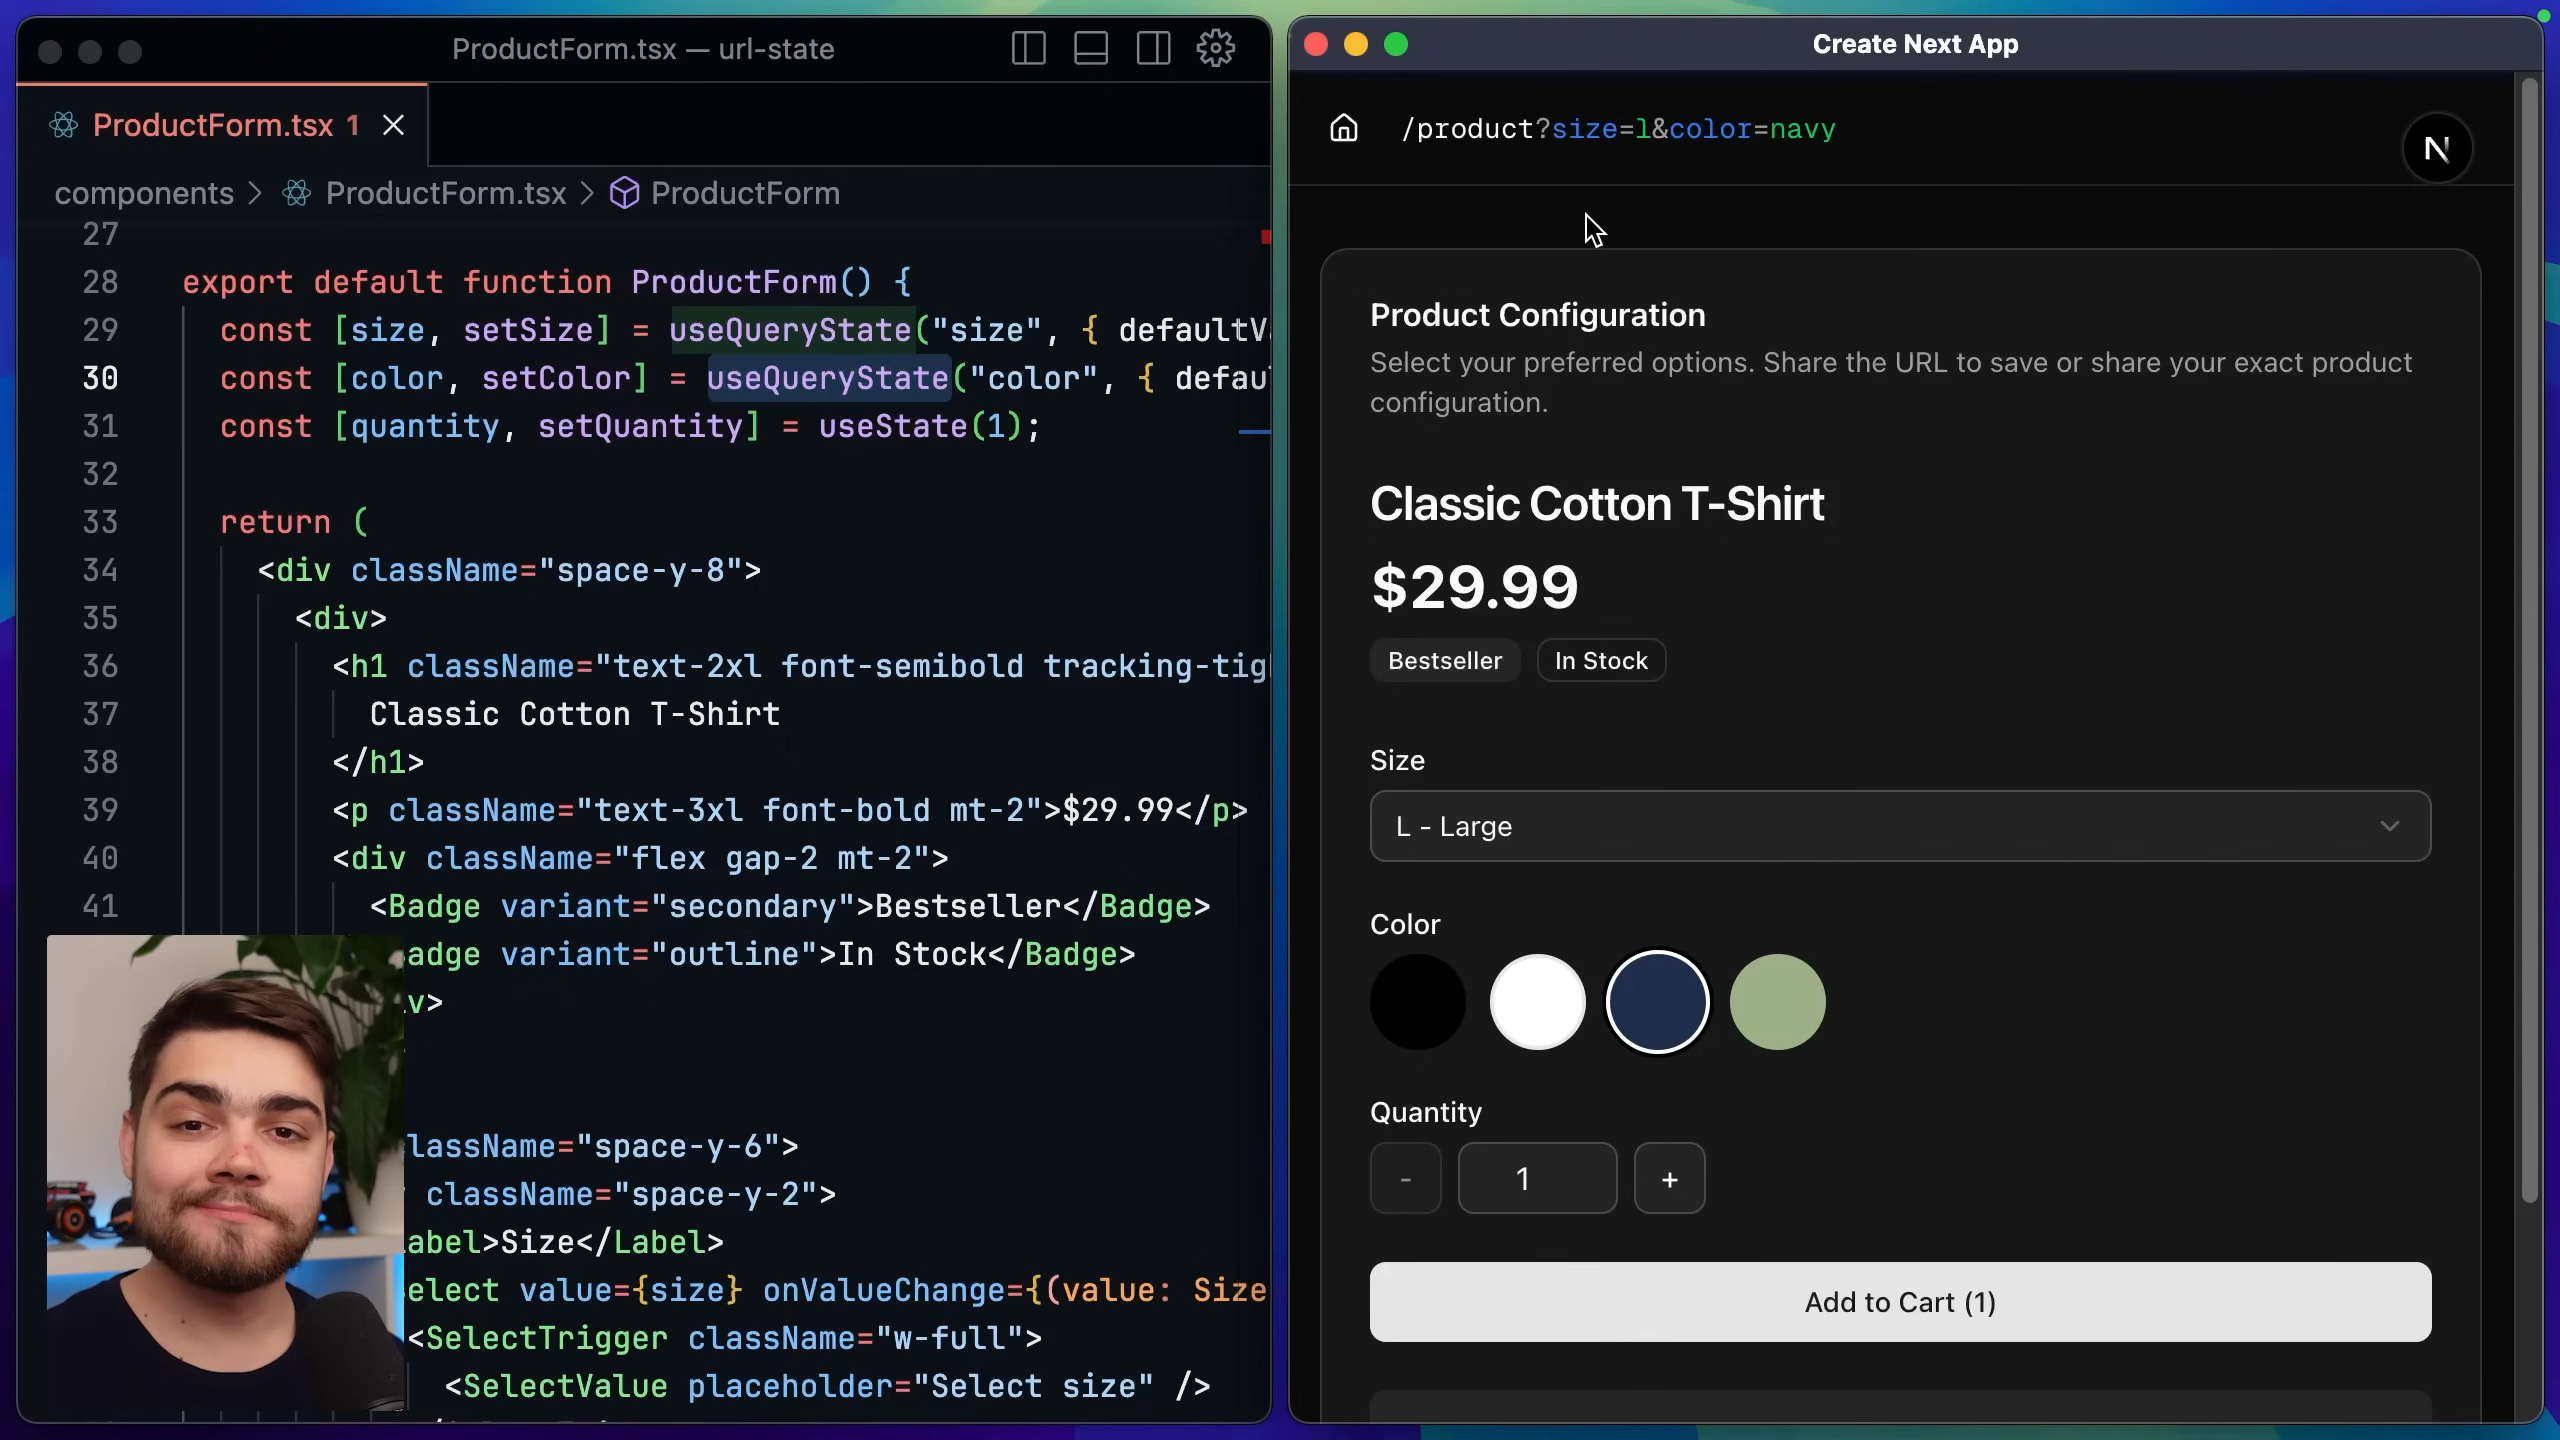 ProductForm.tsx — url-state
ProductForm.tsx 1
components > ProductForm.tsx > ProductForm
27
28 export default function ProductForm() {
29 const [size, setSize] = useQueryState("size", { defaultV
30 const [color, setColor] = useQueryState("color", { defau
31 const [quantity, setQuantity] = useState(1);
32
33 return (
34 <div className="space-y-8">
35 <div>
36 <h1 className="text-2xl font-semibold tracking-tig
37 Classic Cotton T-Shirt
38 </h1>
39 <p className="text-3xl font-bold mt-2">$29.99</p>
40 <div className="flex gap-2 mt-2">
41 <Badge variant="secondary">Bestseller</Badge>
adge variant="outline">In Stock</Badge>
v>
lassName="space-y-6">
className="space-y-2">
abel>Size</Label>
elect value={size} onValueChange={(value: Size
<SelectTrigger className="w-full">
<SelectValue placeholder="Select size" />
Create Next App
/product?size=l&color=navy
N
Product Configuration
Select your preferred options. Share the URL to save or share your exact product
configuration.
Classic Cotton T-Shirt
$29.99
Bestseller In Stock
Size
L - Large
Color
Quantity
- 1 +
Add to Cart (1)